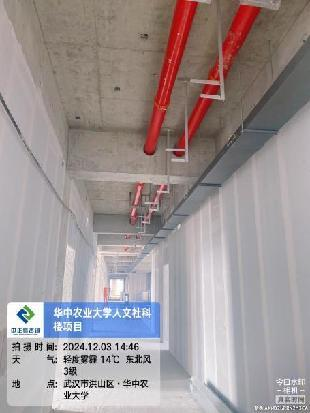 华中农业大学人文社科
楼项目
拍摄时间：2024.12.03 14:46
天 气：轻度雾霾 14℃ 东北风
3级
地 点：武汉市洪山区·华中农
业大学
今日水印
相机
真实时间